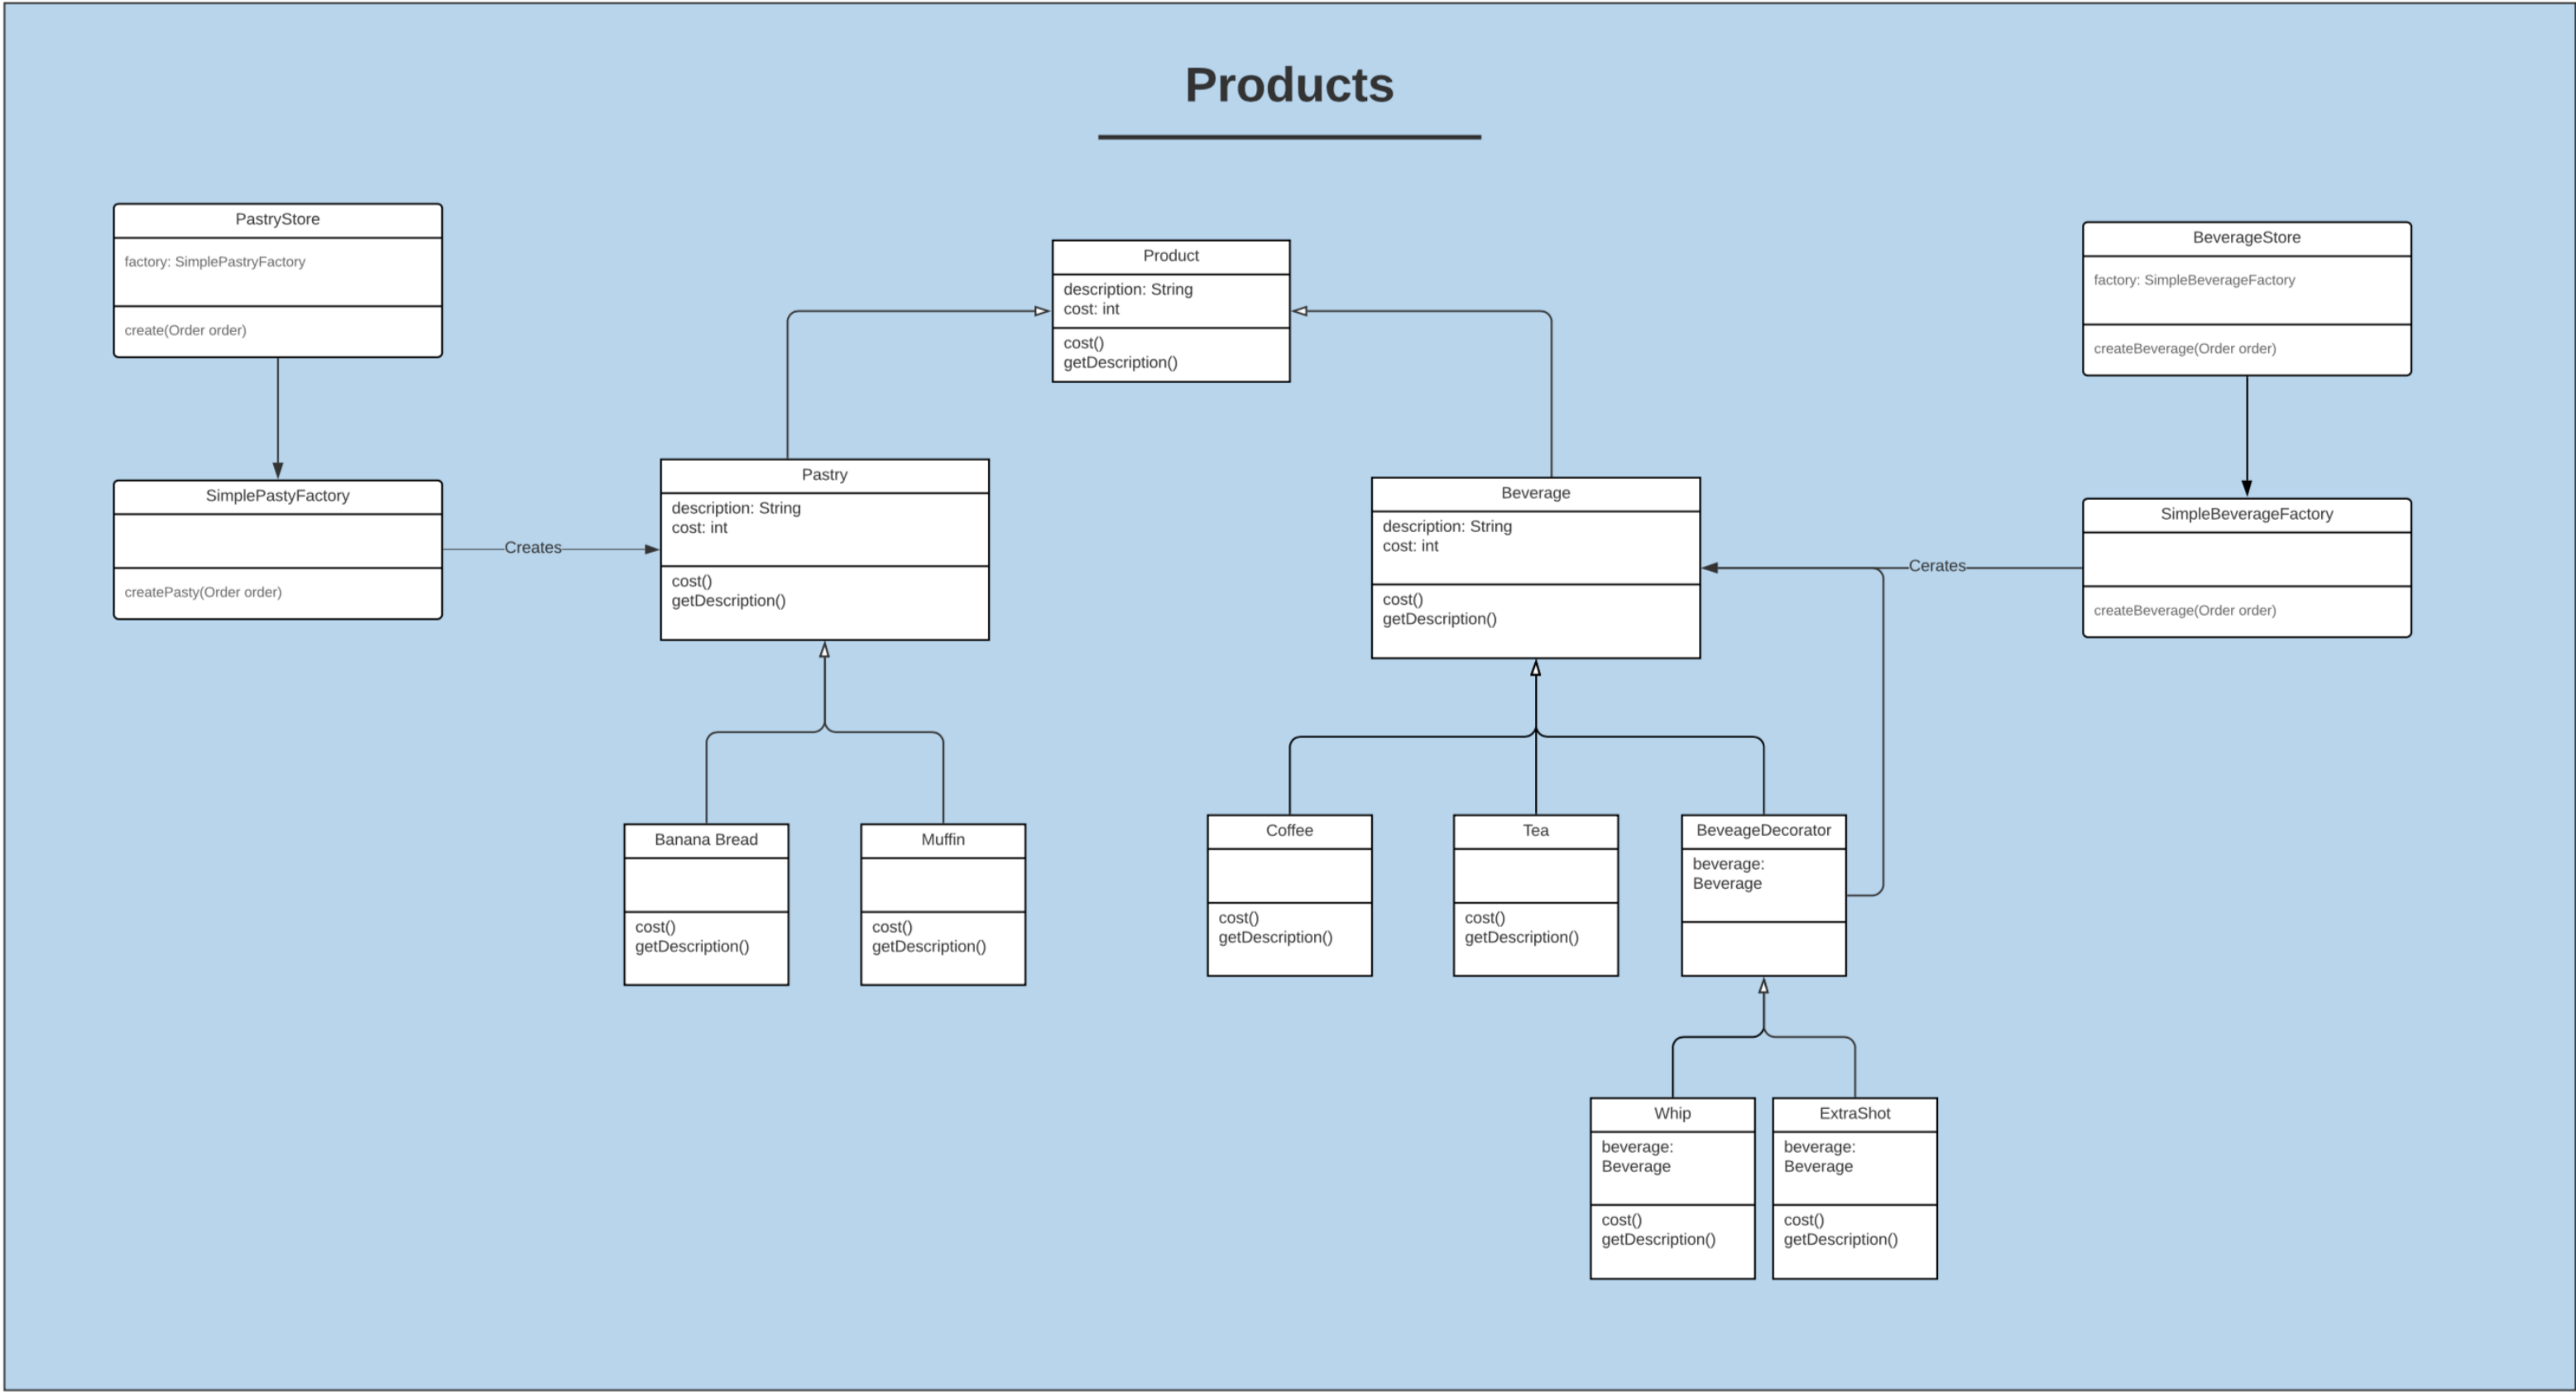 Products
PastryStore
factory: SimplePastryFactory
create(Order order)
Product
description: String
cost: int
cost()
getDescription()
BeverageStore
factory: SimpleBeverageFactory
createBeverage(Order order)
SimplePastyFactory
createPasty(Order order)
Creates
Pastry
description: String
cost: int
cost()
getDescription()
Beverage
description: String
cost: int
cost()
getDescription()
Cerates
SimpleBeverageFactory
createBeverage(Order order)
Banana Bread
cost()
getDescription()
Muffin
cost()
getDescription()
Coffee
cost()
getDescription()
Tea
cost()
getDescription()
BeveageDecorator
beverage:
Beverage
Whip
beverage:
Beverage
cost()
getDescription()
ExtraShot
beverage:
Beverage
cost()
getDescription()